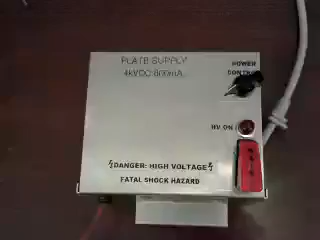 PLATE SUPPLY
4kVDC 800mA
POWER
CONTROL
HV ON
⚡DANGER: HIGH VOLTAGE⚡
FATAL SHOCK HAZARD